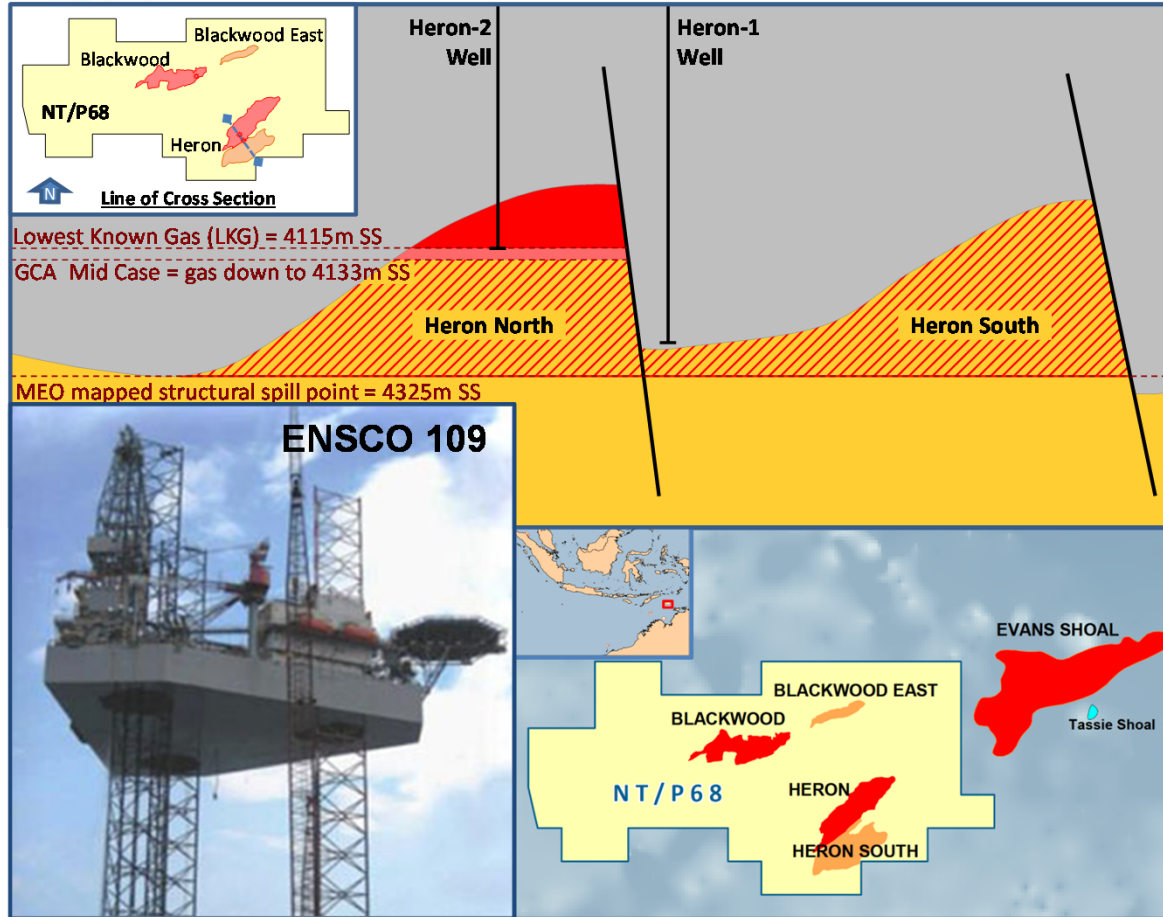 Blackwood East
Blackwood
NT/P68
Heron
N
Line of Cross Section
Heron-2
Well
Heron-1
Well
Lowest Known Gas (LKG) = 4115m SS
GCA Mid Case = gas down to 4133m SS
Heron North
Heron South
MEO mapped structural spill point = 4325m SS
ENSCO 109
EVANS SHOAL
Tassie Shoal
BLACKWOOD EAST
BLACKWOOD
NT/P68
HERON
HERON SOUTH